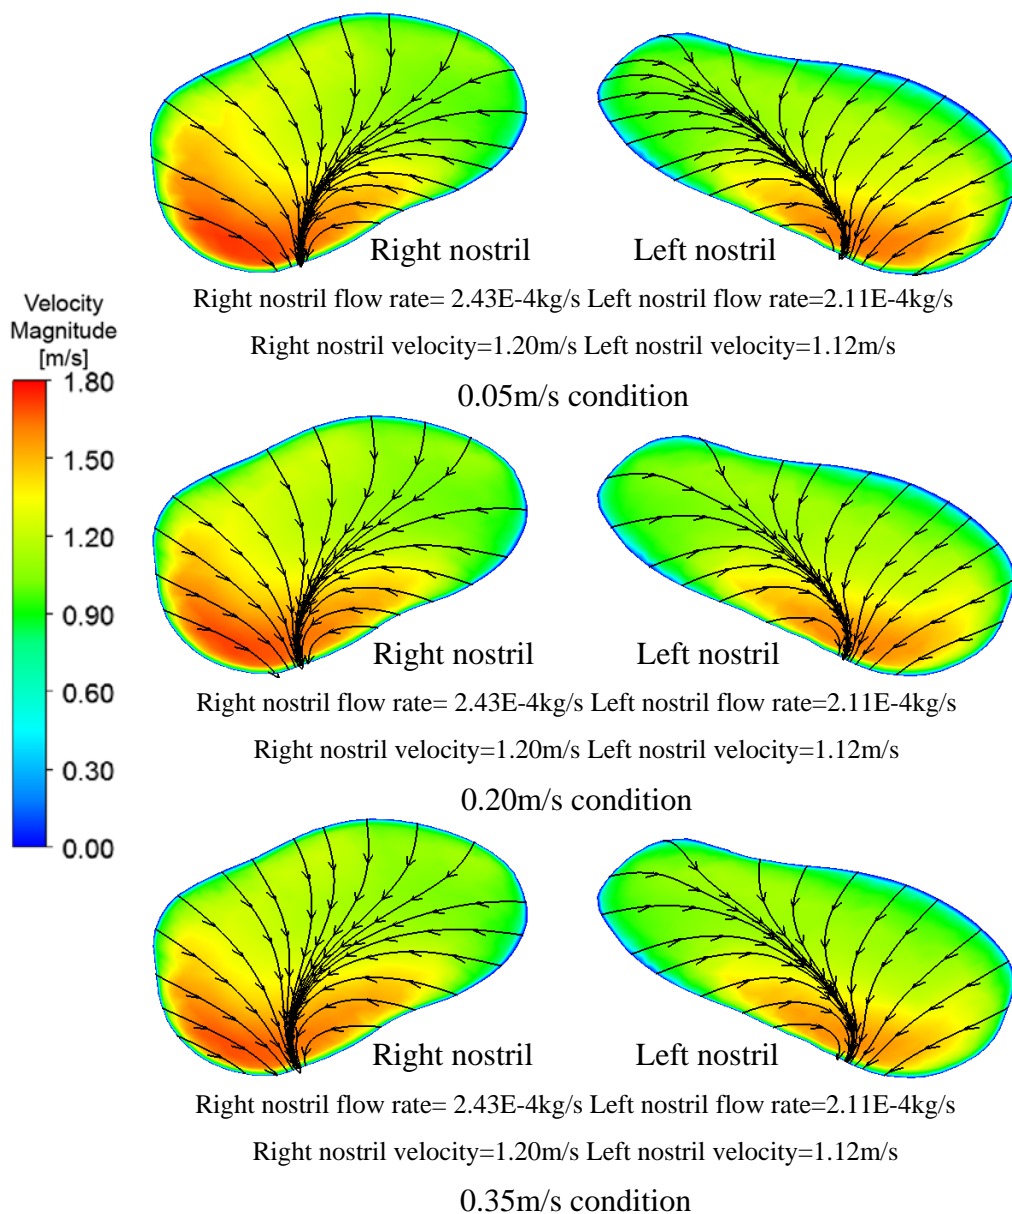 Right nostril
Left nostril
Right nostril flow rate= 2.43E-4kg/s Left nostril flow rate=2.11E-4kg/s
Right nostril velocity=1.20m/s Left nostril velocity=1.12m/s
0.05m/s condition
Velocity
Magnitude
[m/s]
1.80
1.50
1.20
0.90
0.60
0.30
0.00
Right nostril
Left nostril
Right nostril flow rate= 2.43E-4kg/s Left nostril flow rate=2.11E-4kg/s
Right nostril velocity=1.20m/s Left nostril velocity=1.12m/s
0.20m/s condition
Right nostril
Left nostril
Right nostril flow rate= 2.43E-4kg/s Left nostril flow rate=2.11E-4kg/s
Right nostril velocity=1.20m/s Left nostril velocity=1.12m/s
0.35m/s condition